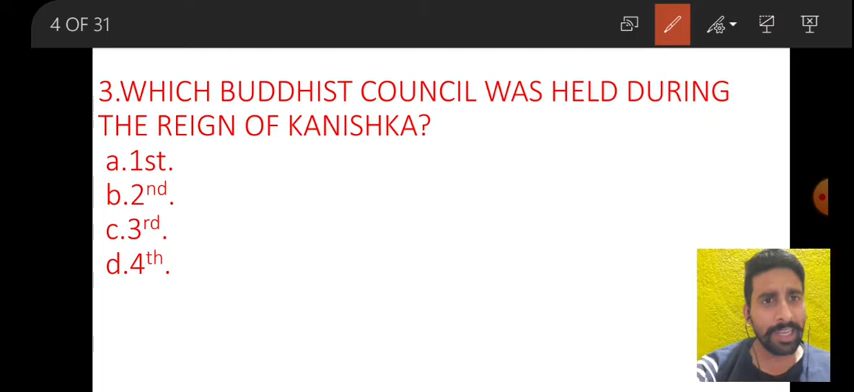 4 OF 31
3.WHICH BUDDHIST COUNCIL WAS HELD DURING
THE REIGN OF KANISHKA?
a.1st.
b.2nd.
c.3rd.
d.4th.